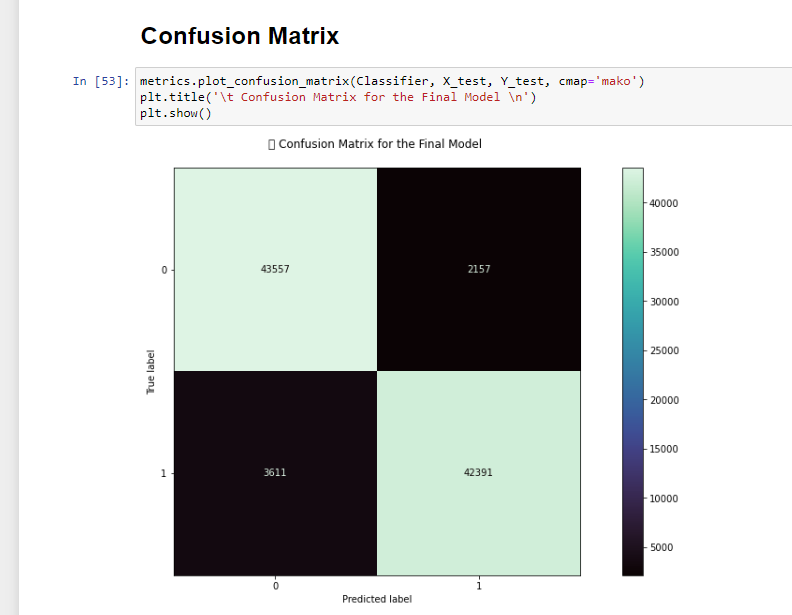 Confusion Matrix
In [53]: metrics.plot_confusion_matrix(Classifier, X_test, Y_test, cmap='mako')
plt.title('\t Confusion Matrix for the Final Model \n')
plt.show()
▯ Confusion Matrix for the Final Model
40000
35000
30000
25000
20000
15000
10000
5000
True label
0
43557
2157
1
3611
42391
0
1
Predicted label